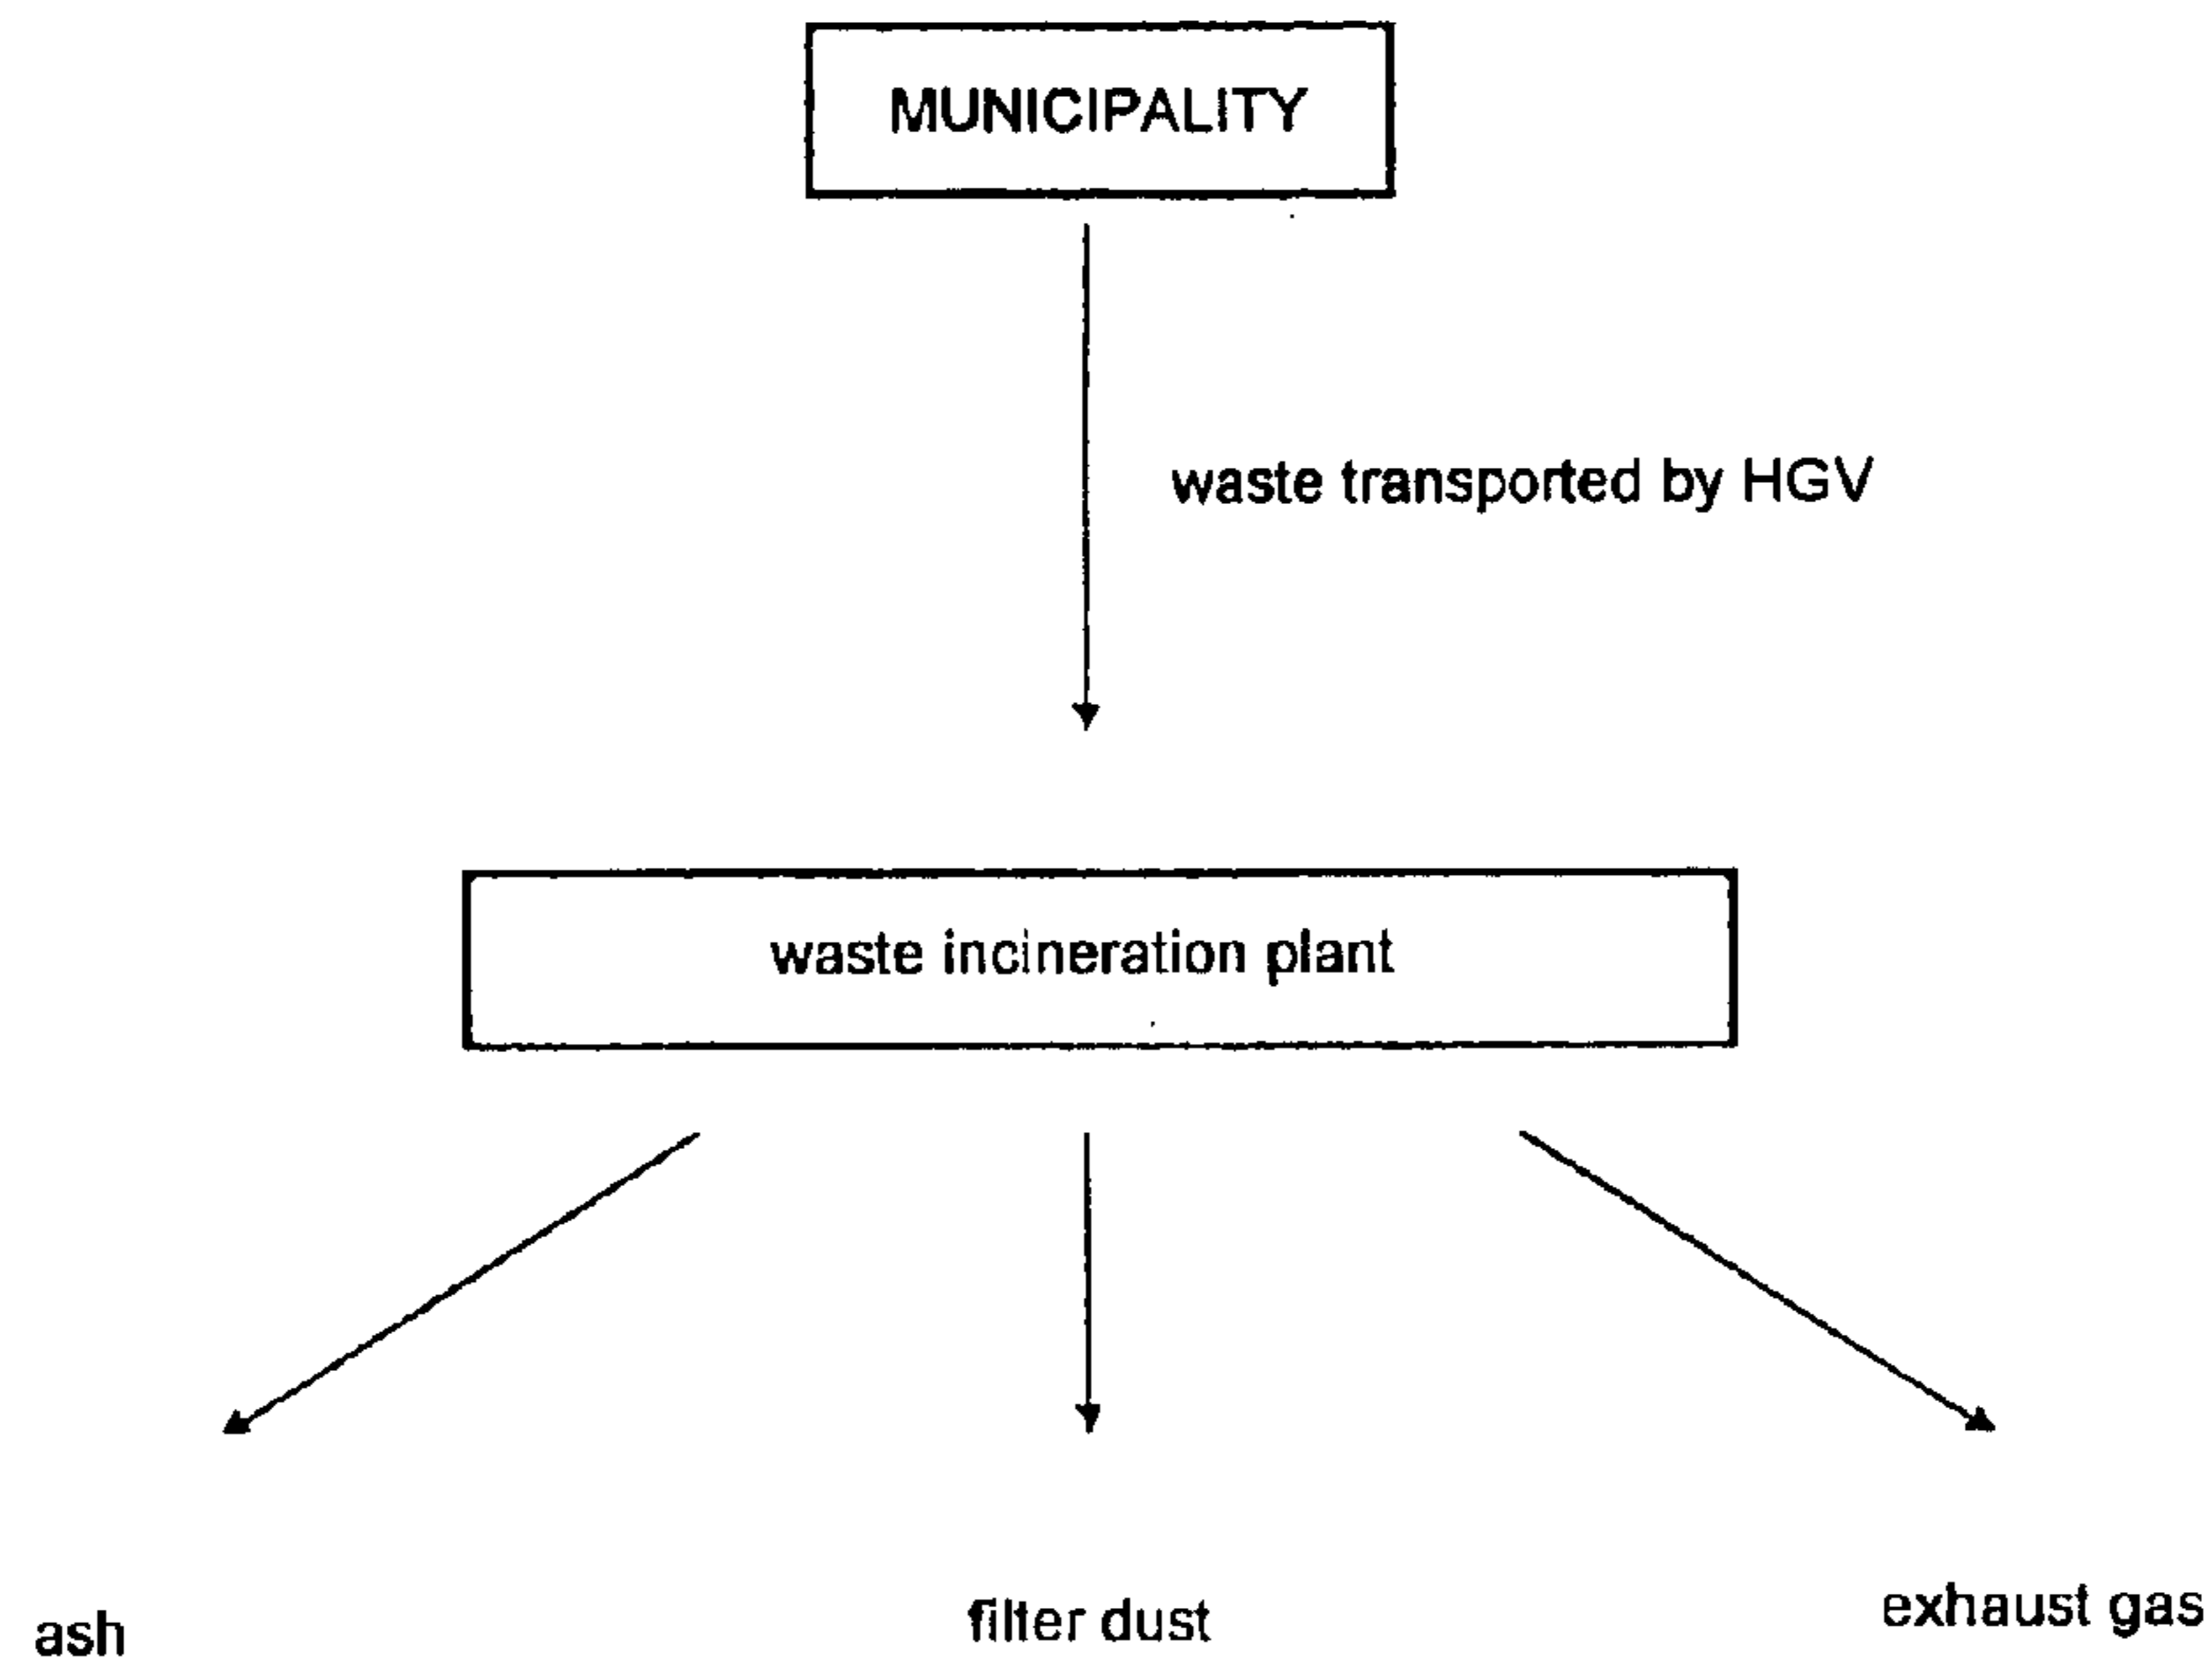 MUNICIPALITY
waste transported by HGV
waste incineration plant
ash
filter dust
exhaust gas